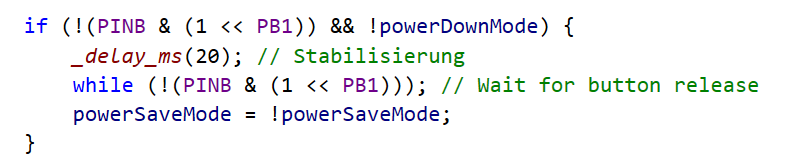 if (!(PINB & (1 << PB1)) && !powerDownMode) {
    _delay_ms(20); // Stabilisierung
    while (!(PINB & (1 << PB1))); // Wait for button release
    powerSaveMode = !powerSaveMode;
}